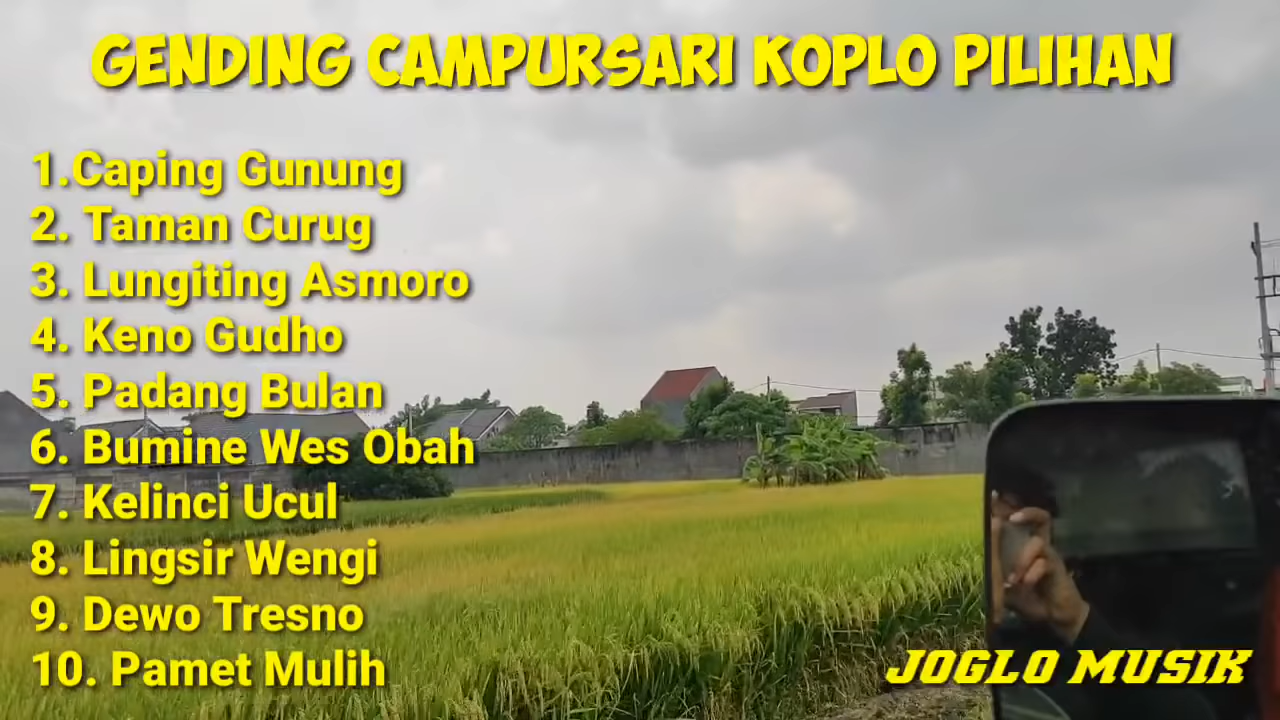 GENDING CAMPURSARI KOPLO PILIHAN
1.Caping Gunung
2. Taman Curug
3. Lungiting Asmoro
4. Keno Gudho
5. Padang Bulan
6. Bumine Wes Obah
7. Kelinci Ucul
8. Lingsir Wengi
9. Dewo Tresno
10. Pamet Mulih
JOGLO MUSIK